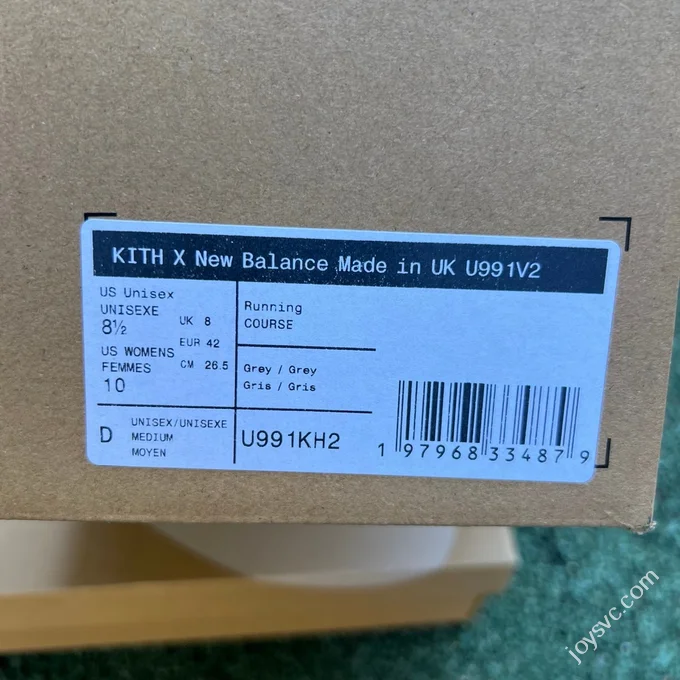 KITH X New Balance Made in UK U991V2
US Unisex
UNISEXE
8½
US WOMENS
FEMMES
10
UK 8
EUR 42
CM 26.5
Running
COURSE
Grey / Grey
Gris / Gris
D
UNISEX/UNISEXE
MEDIUM
MOYEN
U991KH2
1 97968 33487 9
joysvc.com